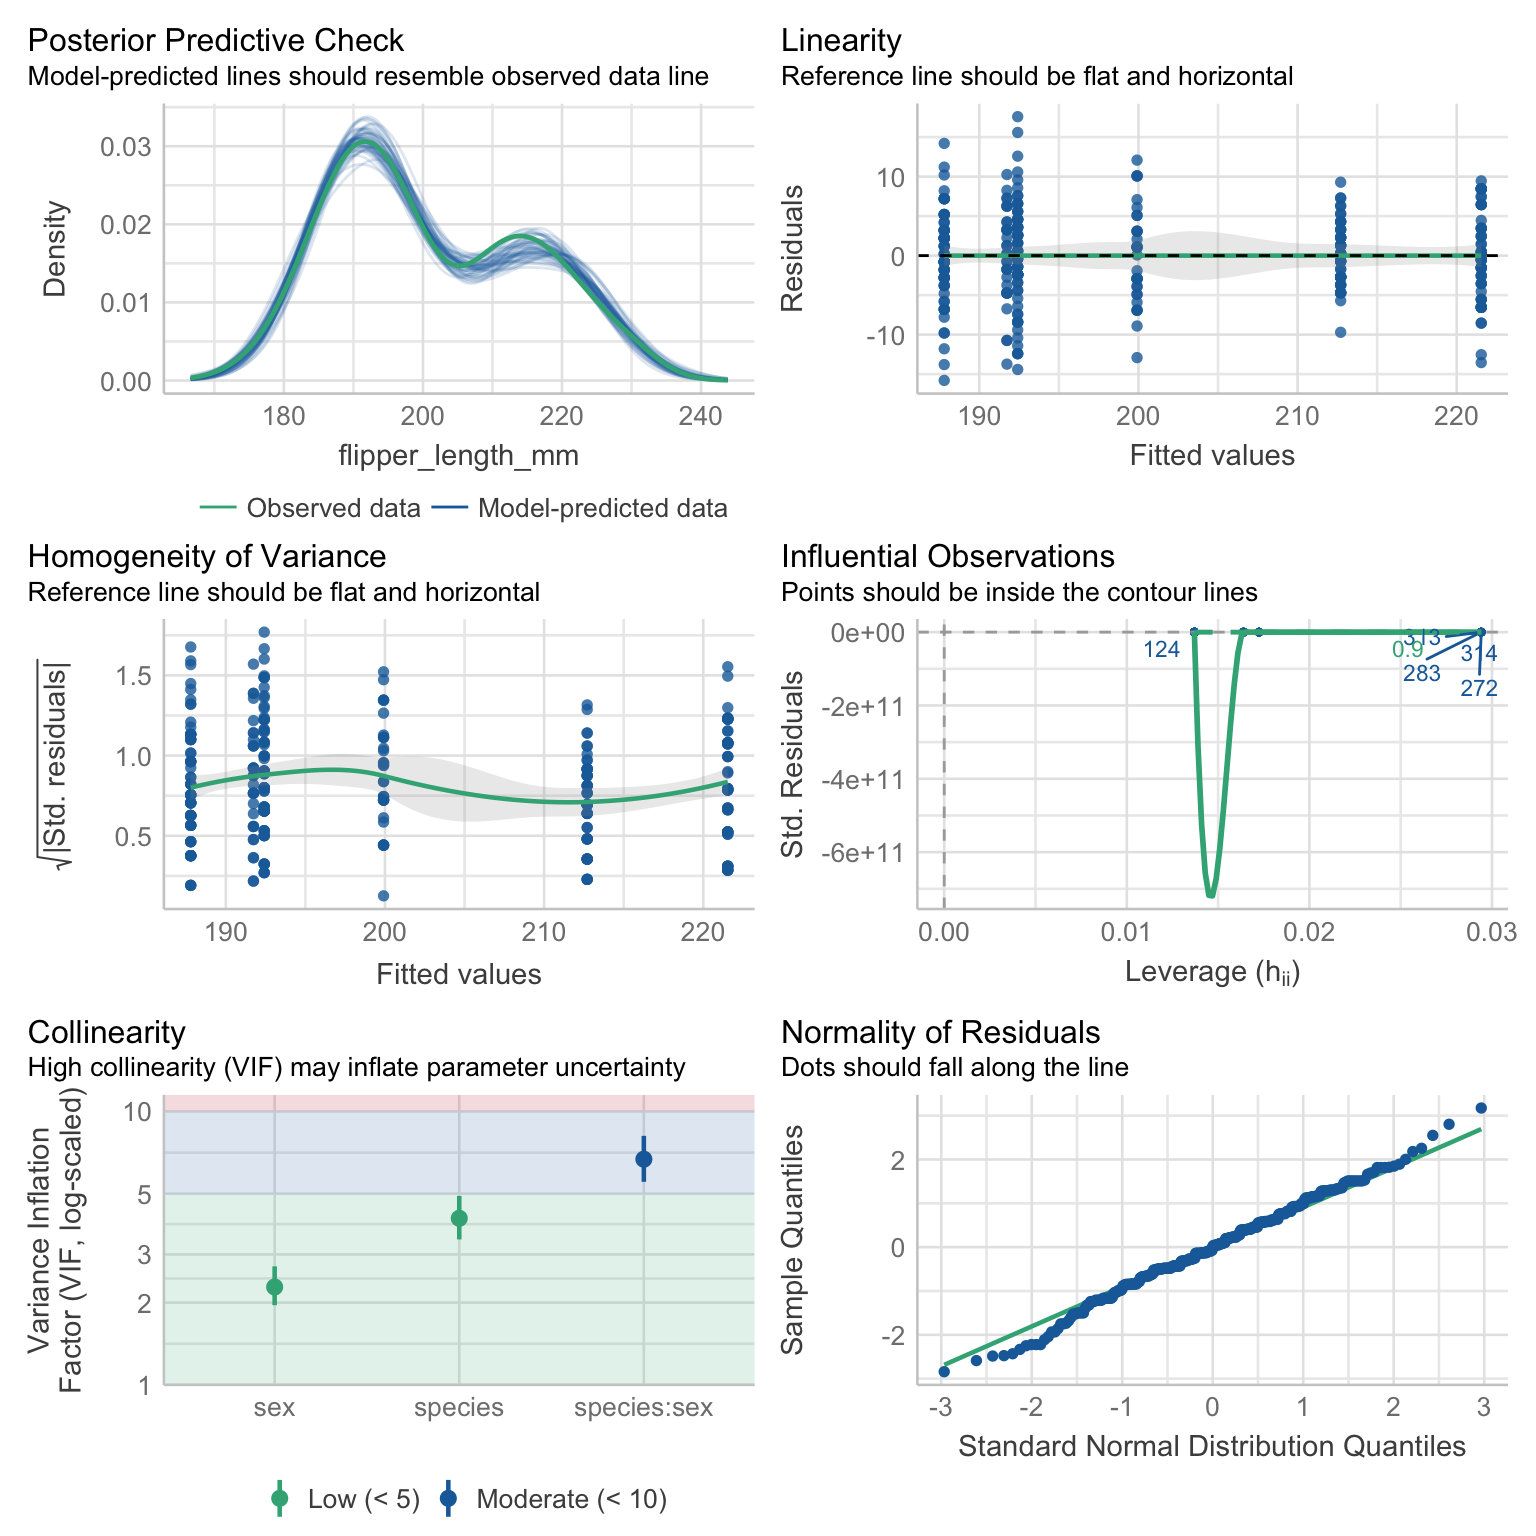 Posterior Predictive Check
Model-predicted lines should resemble observed data line
Density
0.03
0.02
0.01
0.00
180 200 220 240
flipper_length_mm
Observed data Model-predicted data
Linearity
Reference line should be flat and horizontal
Residuals
10
0
-10
190 200 210 220
Fitted values
Homogeneity of Variance
Reference line should be flat and horizontal
√|Std. residuals|
1.5
1.0
0.5
190 200 210 220
Fitted values
Influential Observations
Points should be inside the contour lines
Std. Residuals
0e+00
-2e+11
-4e+11
-6e+11
124
313
0.9
314
283
272
0.00 0.01 0.02 0.03
Leverage (hii)
Collinearity
High collinearity (VIF) may inflate parameter uncertainty
Variance Inflation
Factor (VIF, log-scaled)
10
5
3
2
1
sex species species:sex
Low (< 5) Moderate (< 10)
Normality of Residuals
Dots should fall along the line
Sample Quantiles
2
0
-2
-3 -2 -1 0 1 2 3
Standard Normal Distribution Quantiles